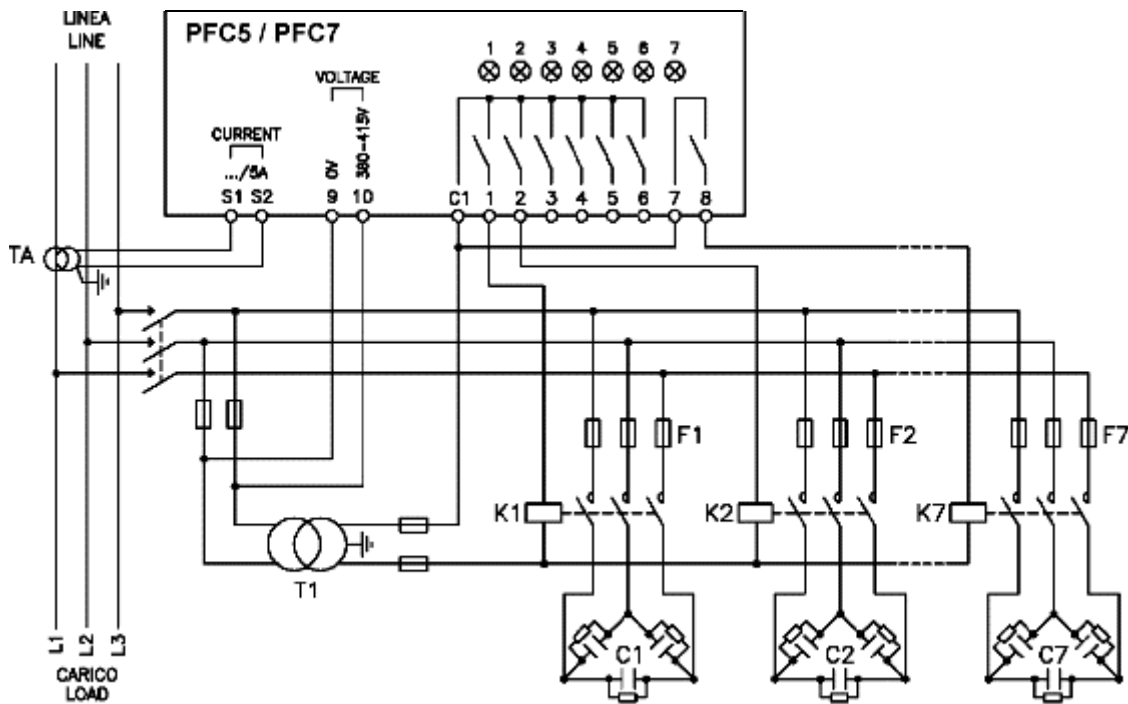 LINEA
LINE
PFC5 / PFC7
1 2 3 4 5 6 7
VOLTAGE
CURRENT
.../5A
0V
380-415V
S1 S2 9 10 C1 1 2 3 4 5 6 7 8
TA
F1 F2 F7
K1 K2 K7
T1
C1 C2 C7
L1 L2 L3
CARICO
LOAD